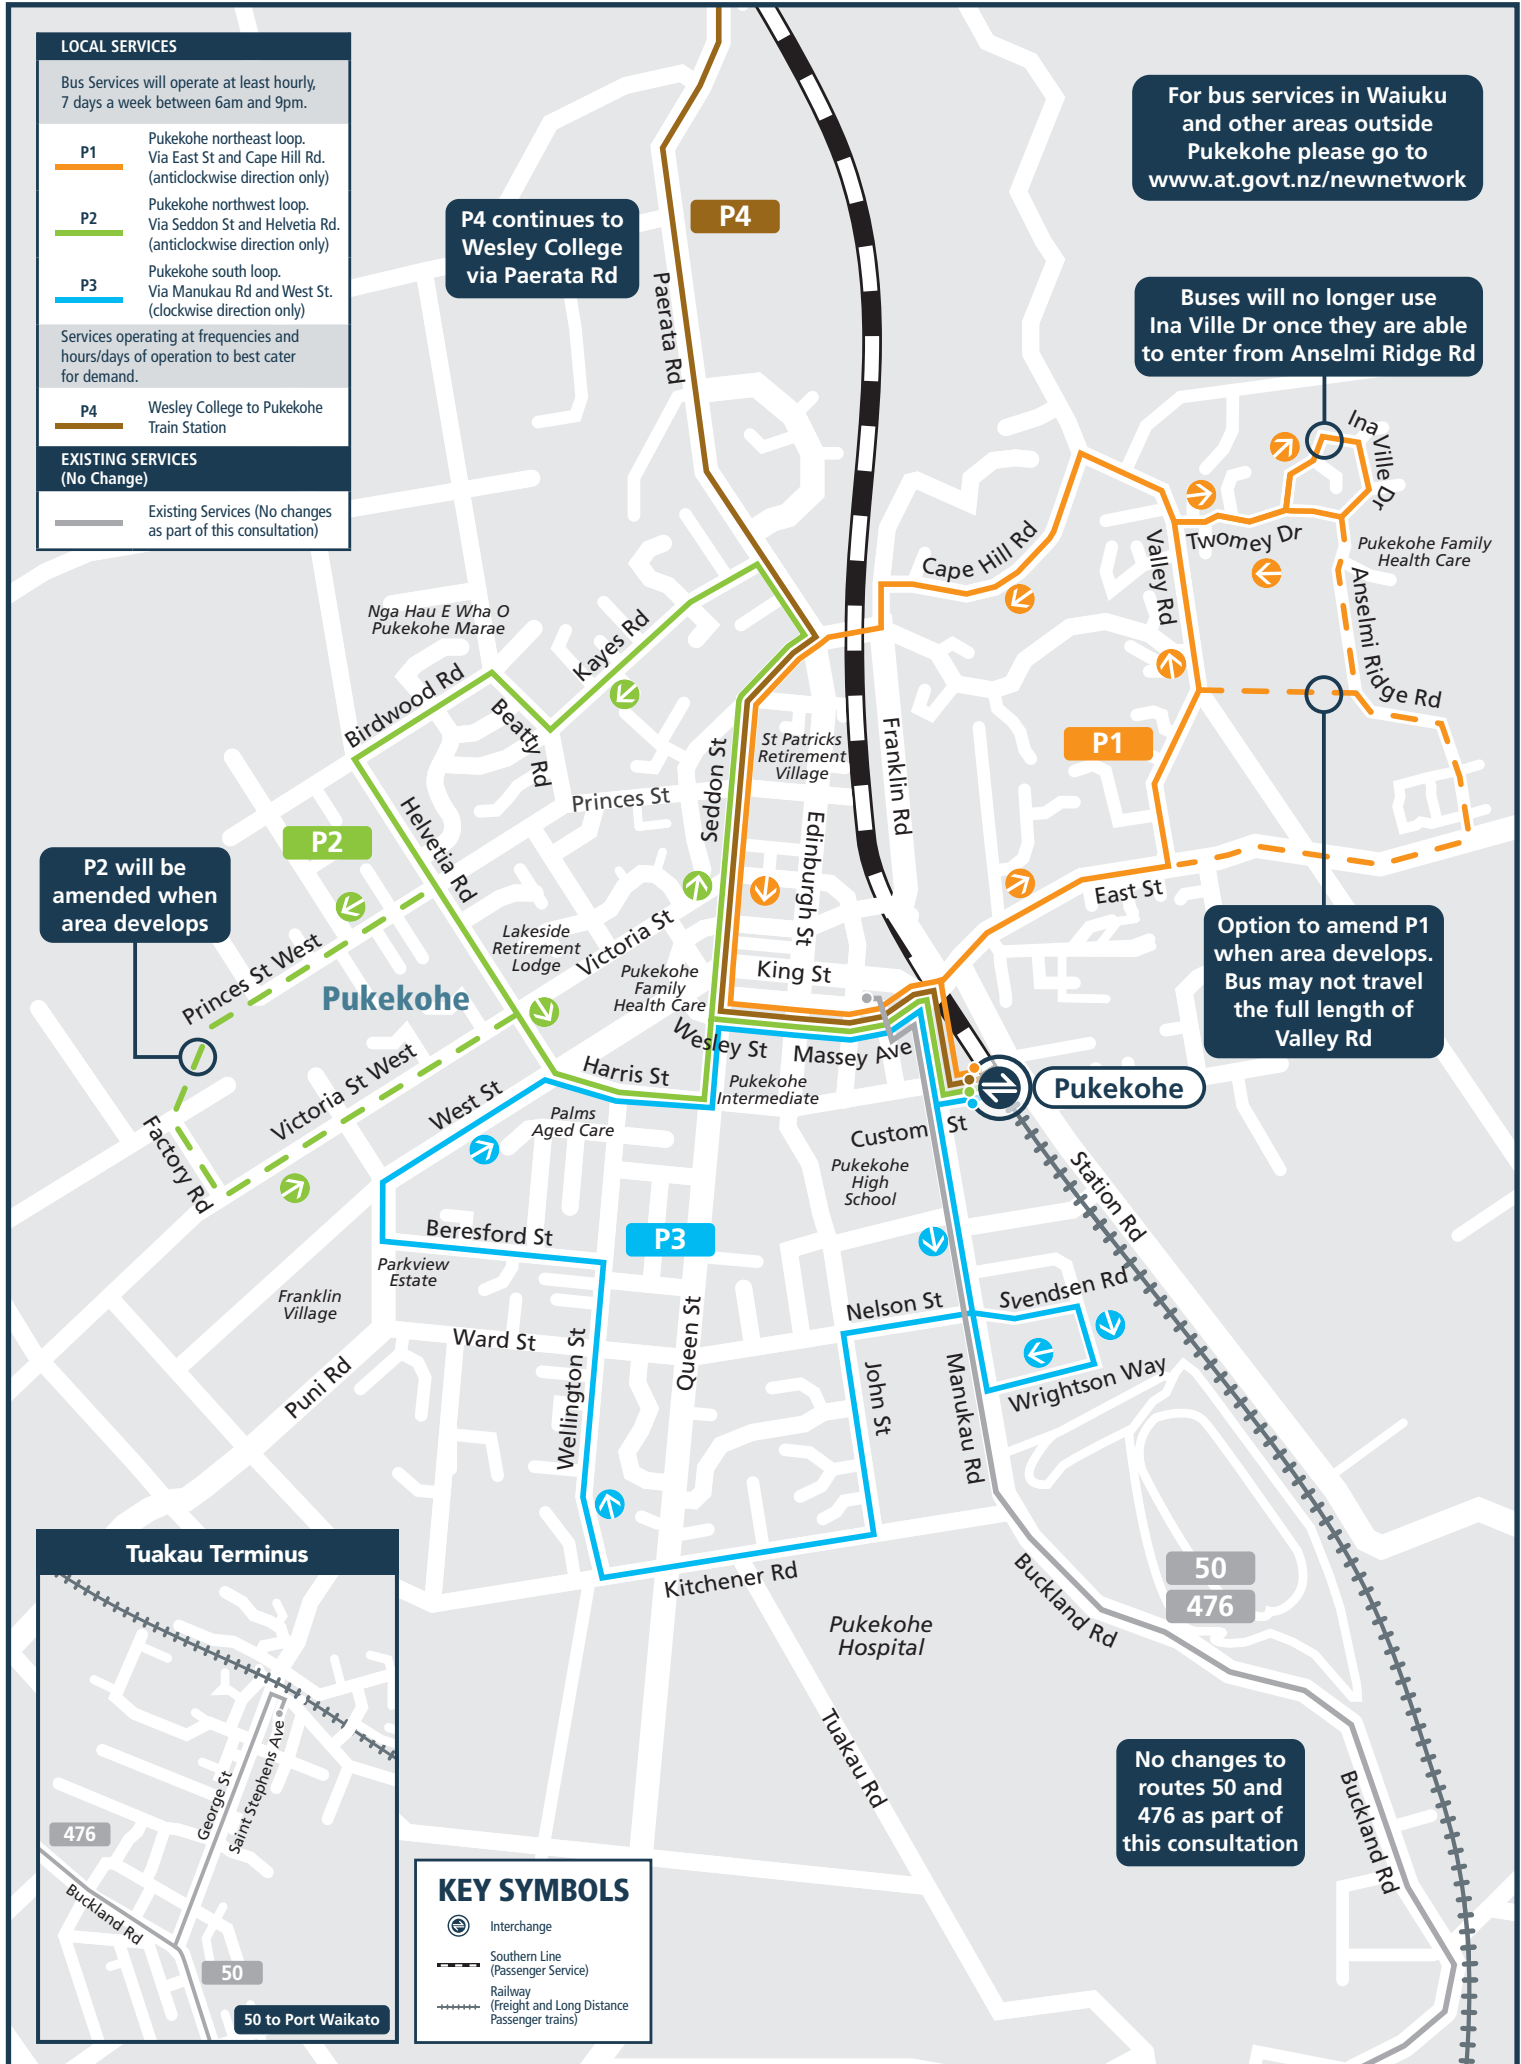 LOCAL SERVICES
Bus Services will operate at least hourly,
7 days a week between 6am and 9pm.
P1
Pukekohe northeast loop.
Via East St and Cape Hill Rd.
(anticlockwise direction only)
P2
Pukekohe northwest loop.
Via Seddon St and Helvetia Rd.
(anticlockwise direction only)
P3
Pukekohe south loop.
Via Manukau Rd and West St.
(clockwise direction only)
Services operating at frequencies and
hours/days of operation to best cater
for demand.
P4
Wesley College to Pukekohe
Train Station
EXISTING SERVICES
(No Change)
Existing Services (No changes
as part of this consultation)
For bus services in Waiuku
and other areas outside
Pukekohe please go to
www.at.govt.nz/newnetwork
P4 continues to
Wesley College
via Paerata Rd
P4
Paerata Rd
Buses will no longer use
Ina Ville Dr once they are able
to enter from Anselmi Ridge Rd
Ina Ville Dr
Twomey Dr
Pukekohe Family
Health Care
Cape Hill Rd
Valley Rd
Anselmi Ridge Rd
Nga Hau E Wha O
Pukekohe Marae
Kayes Rd
Birdwood Rd
Beatty Rd
Princes St
Seddon St
St Patricks
Retirement
Village
Franklin Rd
P1
Edinburgh St
Helvetia Rd
P2
P2 will be
amended when
area develops
East St
Option to amend P1
when area develops.
Bus may not travel
the full length of
Valley Rd
Lakeside
Retirement
Lodge
Victoria St
Pukekohe
Family
Health Care
King St
Princes St West
Pukekohe
Wesley St
Massey Ave
Victoria St West
Harris St
Pukekohe
Intermediate
Pukekohe
West St
Palms
Aged Care
Custom St
Factory Rd
Pukekohe
High
School
Station Rd
Beresford St
P3
Parkview
Estate
Franklin
Village
Nelson St
Svendsen Rd
Ward St
Queen St
Wellington St
John St
Manukau Rd
Wrightson Way
Puni Rd
Kitchener Rd
Buckland Rd
50
476
Pukekohe
Hospital
Tuakau Rd
No changes to
routes 50 and
476 as part of
this consultation
Buckland Rd
Tuakau Terminus
George St
Saint Stephens Ave
476
Buckland Rd
50
50 to Port Waikato
KEY SYMBOLS
Interchange
Southern Line
(Passenger Service)
Railway
(Freight and Long Distance
Passenger trains)